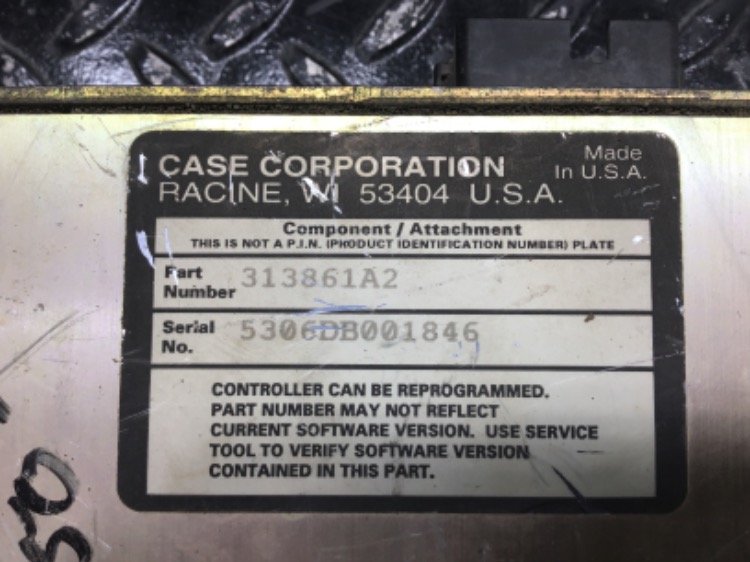 CASE CORPORATION
Made
In U.S.A.
RACINE, WI 53404 U.S.A.
Component / Attachment
THIS IS NOT A P.I.N. (PRODUCT IDENTIFICATION NUMBER) PLATE
Part
Number 313861A2
Serial
No. 5306DB001846
CONTROLLER CAN BE REPROGRAMMED.
PART NUMBER MAY NOT REFLECT
CURRENT SOFTWARE VERSION. USE SERVICE
TOOL TO VERIFY SOFTWARE VERSION
CONTAINED IN THIS PART.